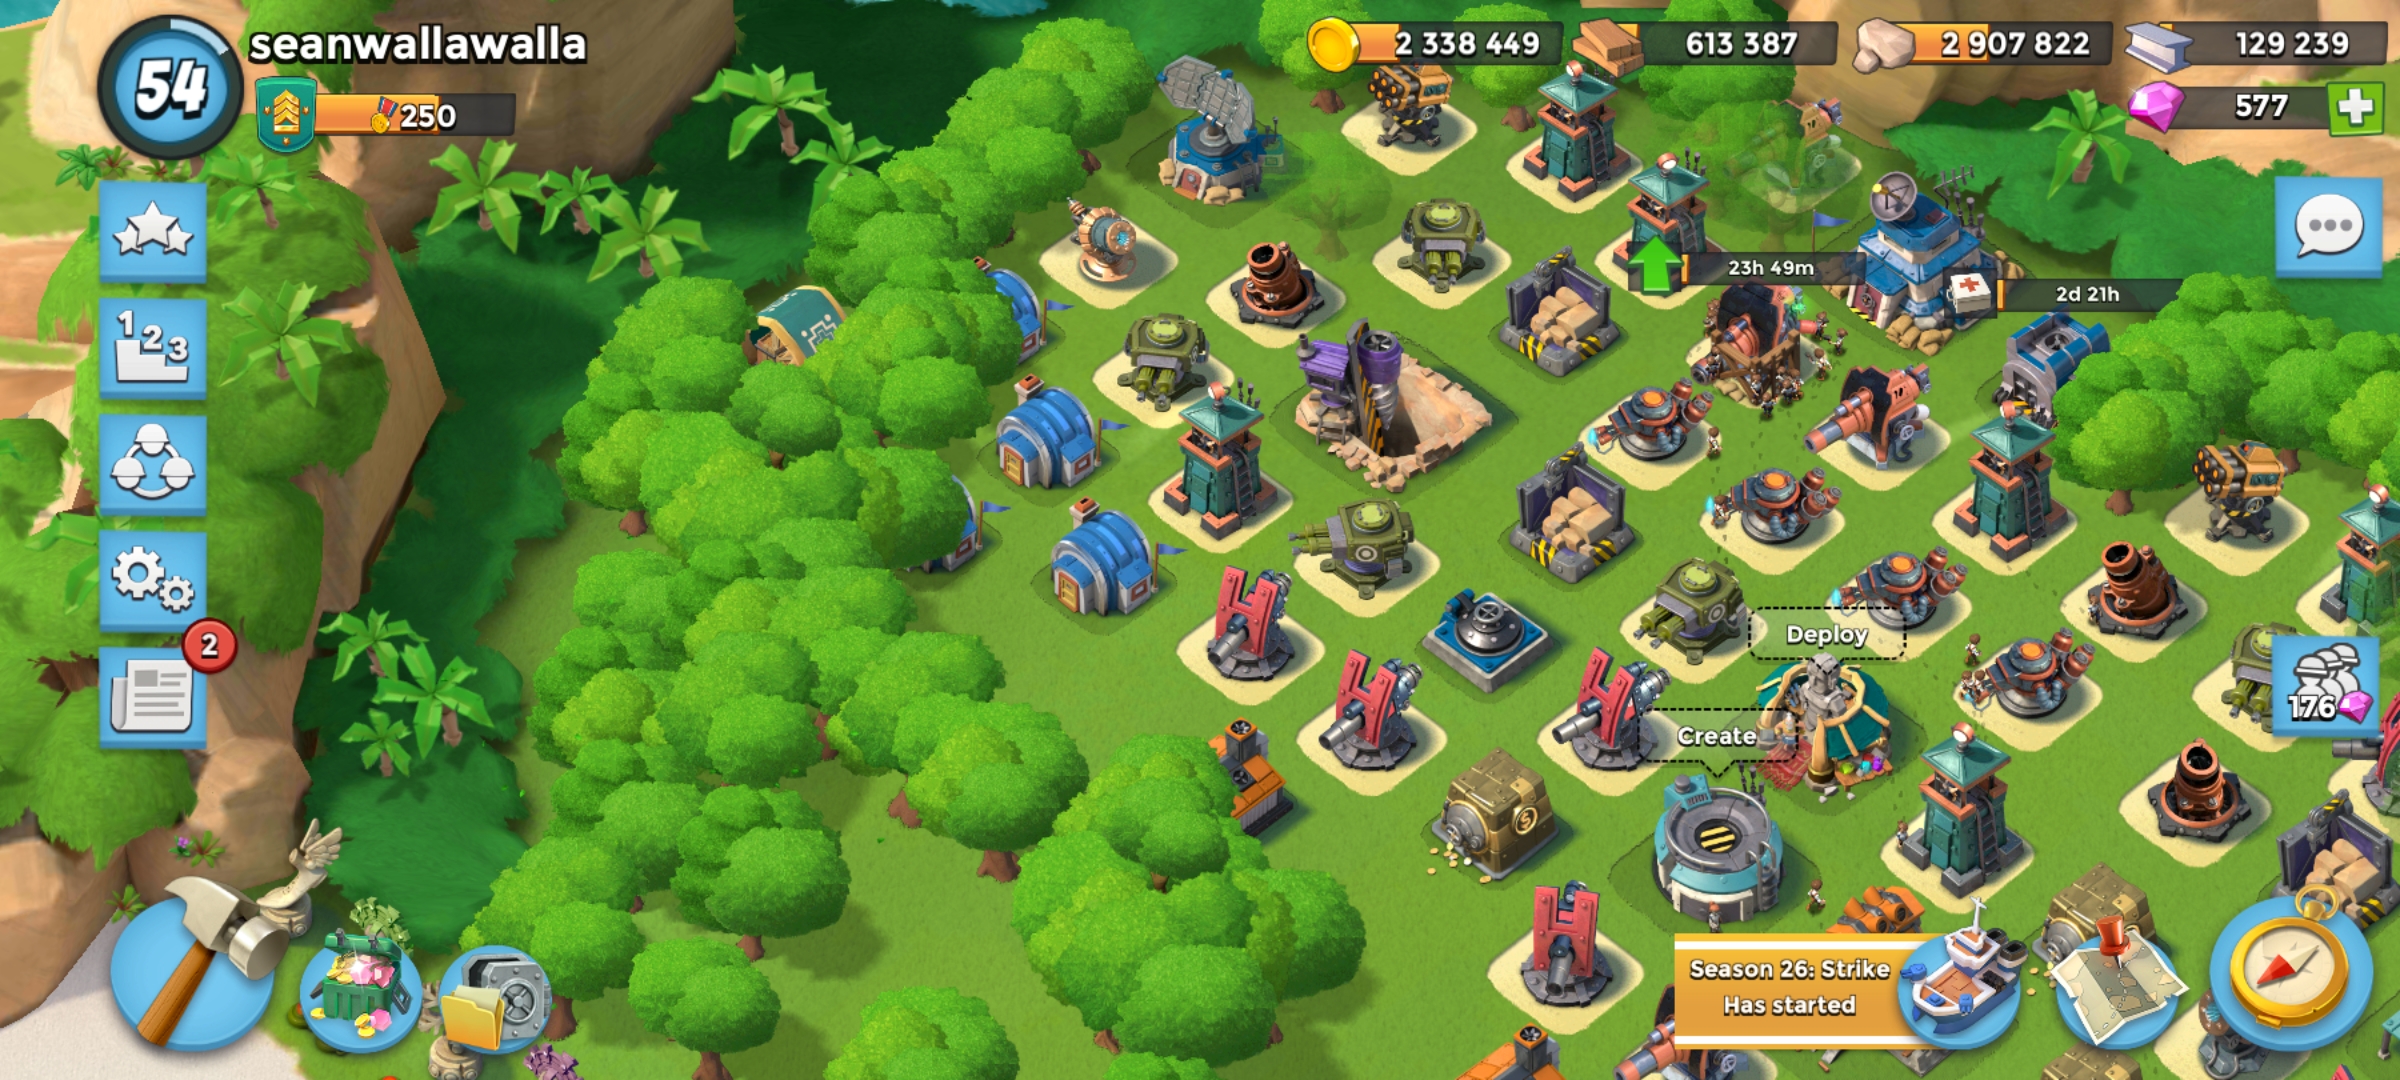 54
seanwallawalla
250
2 338 449
613 387
2 907 822
129 239
577
123
23h 49m
2d 21h
2
Deploy
176
Create
Season 26: Strike
Has started